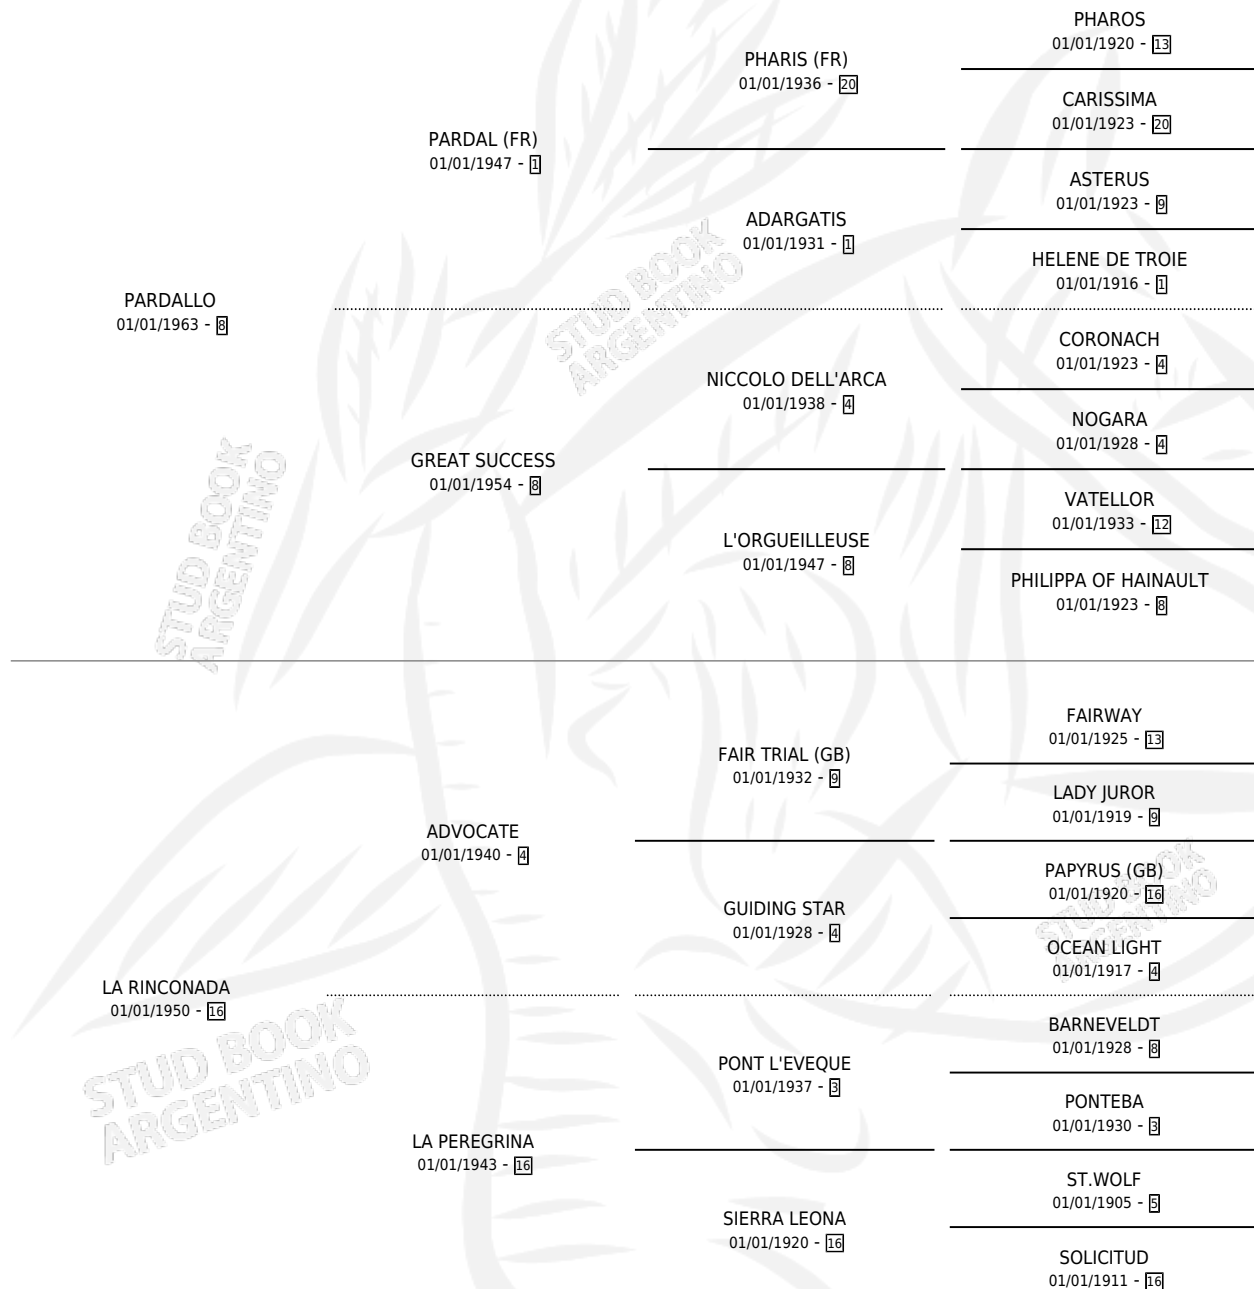 PHAROS
01/01/1920 - 13
PHARIS (FR)
01/01/1936 - 20
CARISSIMA
01/01/1923 - 20
PARDAL (FR)
01/01/1947 - 1
ASTERUS
01/01/1923 - 9
ADARGATIS
01/01/1931 - 1
HELENE DE TROIE
01/01/1916 - 1
PARDALLO
01/01/1963 - 8
CORONACH
01/01/1923 - 4
NICCOLO DELL'ARCA
01/01/1938 - 4
NOGARA
01/01/1928 - 4
GREAT SUCCESS
01/01/1954 - 8
VATELLOR
01/01/1933 - 12
L'ORGUEILLEUSE
01/01/1947 - 8
PHILIPPA OF HAINAULT
01/01/1923 - 8
FAIRWAY
01/01/1925 - 13
FAIR TRIAL (GB)
01/01/1932 - 9
LADY JUROR
01/01/1919 - 9
ADVOCATE
01/01/1940 - 4
PAPYRUS (GB)
01/01/1920 - 16
GUIDING STAR
01/01/1928 - 4
OCEAN LIGHT
01/01/1917 - 4
LA RINCONADA
01/01/1950 - 16
BARNEVELDT
01/01/1928 - 8
PONT L'EVEQUE
01/01/1937 - 3
PONTEBA
01/01/1930 - 3
LA PEREGRINA
01/01/1943 - 16
ST.WOLF
01/01/1905 - 5
SIERRA LEONA
01/01/1920 - 16
SOLICITUD
01/01/1911 - 16
STUD BOOK
ARGENTINO
STUD BOOK
ARGENTINO
STUD BOOK
ARGENTINO
STUD BOOK
ARGENTINO